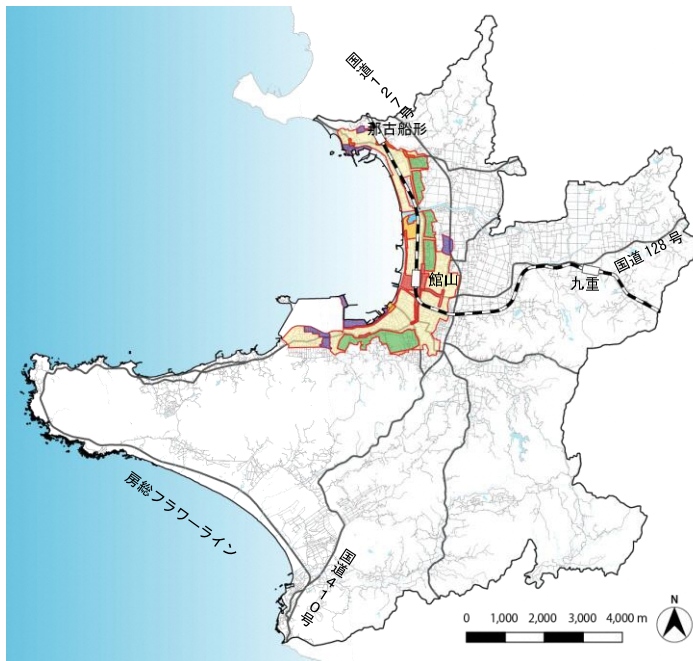 国道127号
那古船形
国道128号
館山
九重
房総フラワーライン
国道410号
N
0 1,000 2,000 3,000 4,000 m